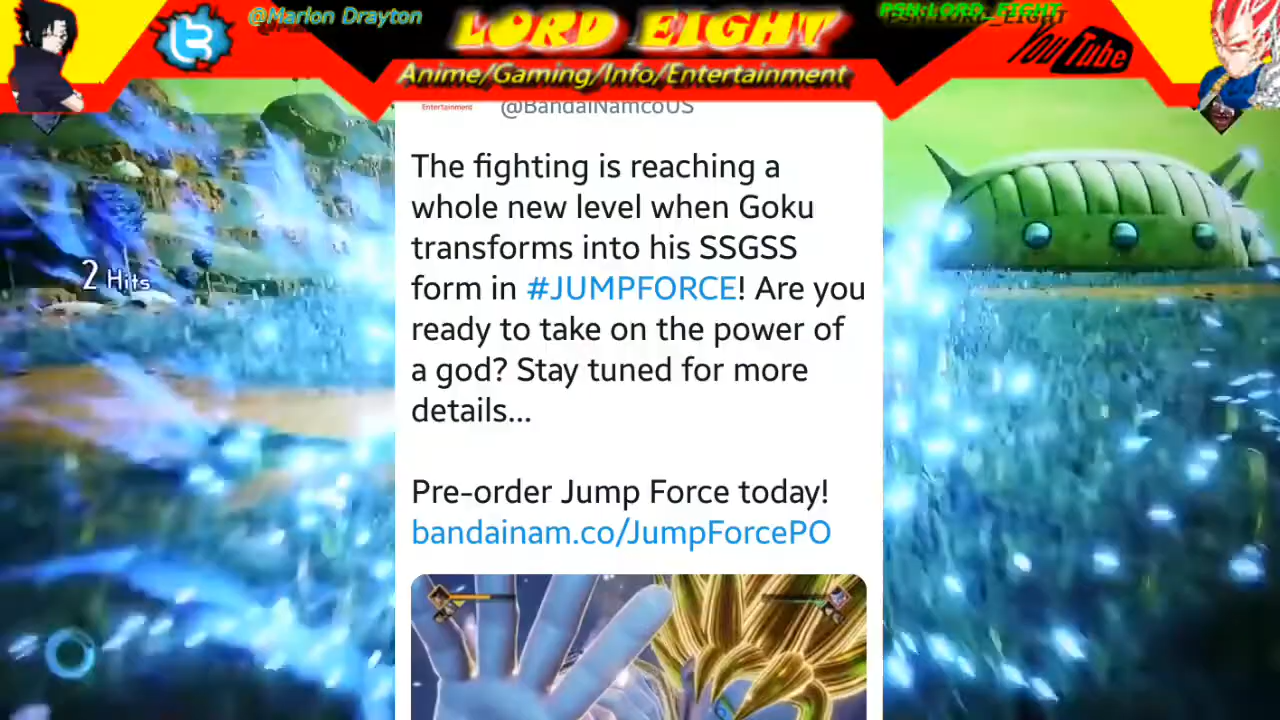 @Marlon Drayton
LORD EIGHT
PSN:LORD_EIGHT
YouTube
Anime/Gaming/Info/Entertainment
Entertainment
@BandaiNamcoUS
The fighting is reaching a
whole new level when Goku
transforms into his SSGSS
form in #JUMPFORCE! Are you
ready to take on the power of
a god? Stay tuned for more
details...
Pre-order Jump Force today!
bandainam.co/JumpForcePO
2 Hits